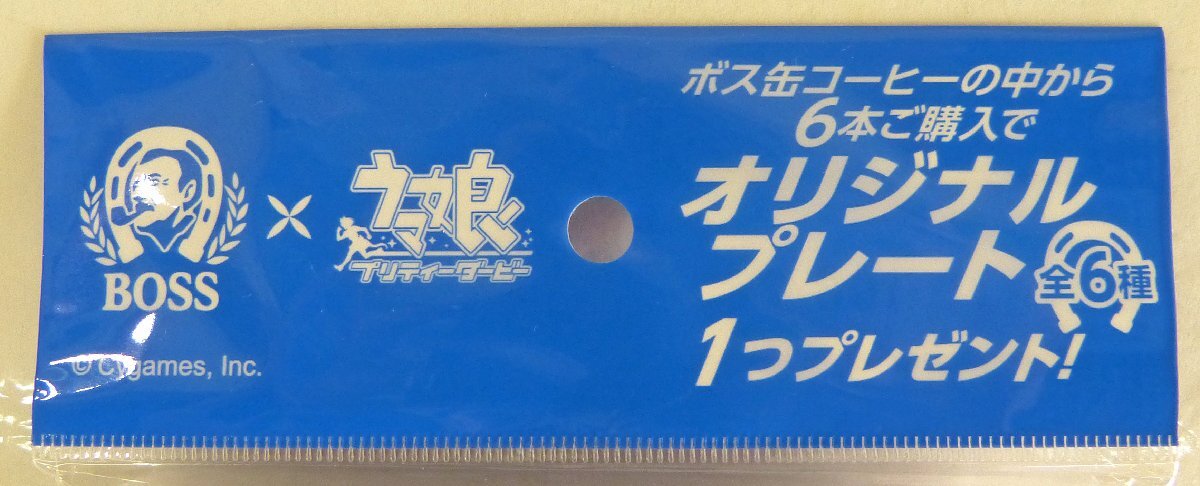 BOSS
×
ウマ娘
プリティーダービー
© Cygames, Inc.
ボス缶コーヒーの中から
6本ご購入で
オリジナル
プレート
全6種
1つプレゼント!